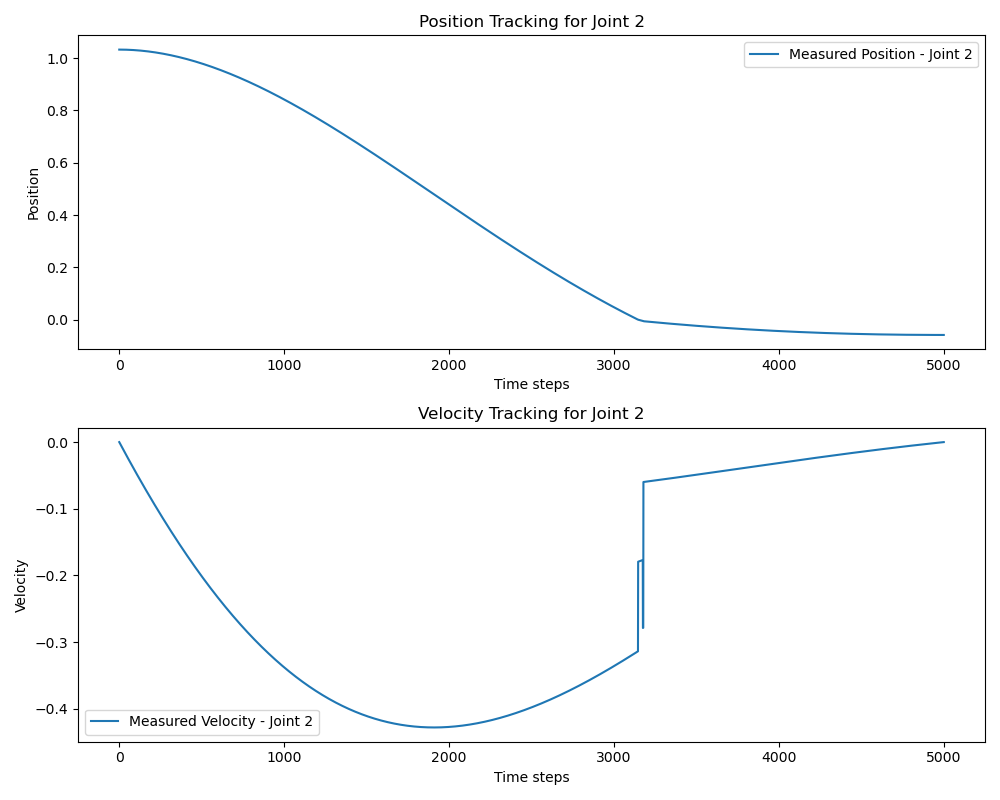 Position Tracking for Joint 2
Measured Position - Joint 2
Position
1.0
0.8
0.6
0.4
0.2
0.0
0 1000 2000 3000 4000 5000
Time steps
Velocity Tracking for Joint 2
Velocity
0.0
−0.1
−0.2
−0.3
−0.4
Measured Velocity - Joint 2
0 1000 2000 3000 4000 5000
Time steps